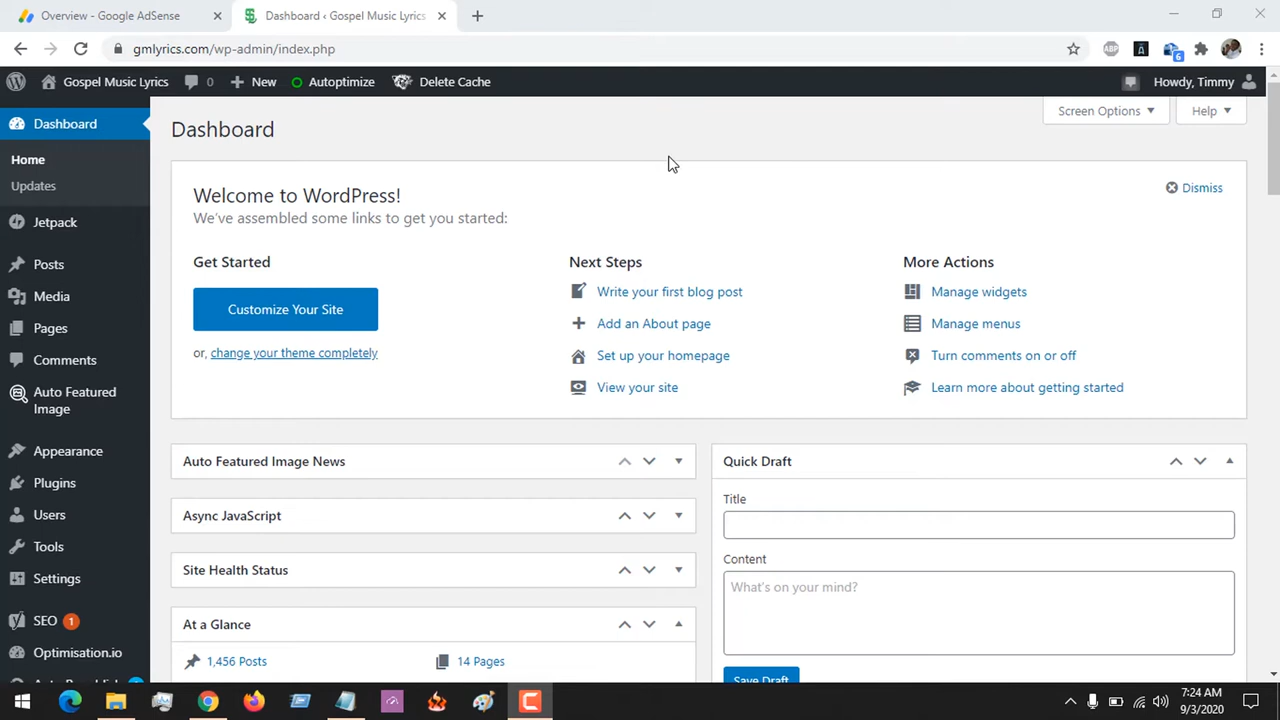 Overview - Google AdSense
Dashboard ‹ Gospel Music Lyrics
gmlyrics.com/wp-admin/index.php
ABP
6
Gospel Music Lyrics
0
New
Autoptimize
Delete Cache
Howdy, Timmy
Dashboard
Home
Updates
Jetpack
Posts
Media
Pages
Comments
Auto Featured
Image
Appearance
Plugins
Users
Tools
Settings
SEO 1
Optimisation.io
Dashboard
Screen Options
Help
Welcome to WordPress!
We've assembled some links to get you started:
Dismiss
Get Started
Customize Your Site
or, change your theme completely
Next Steps
Write your first blog post
Add an About page
Set up your homepage
View your site
More Actions
Manage widgets
Manage menus
Turn comments on or off
Learn more about getting started
Auto Featured Image News
Async JavaScript
Site Health Status
At a Glance
1,456 Posts
14 Pages
Quick Draft
Title
Content
What's on your mind?
Save Draft
7:24 AM
9/3/2020